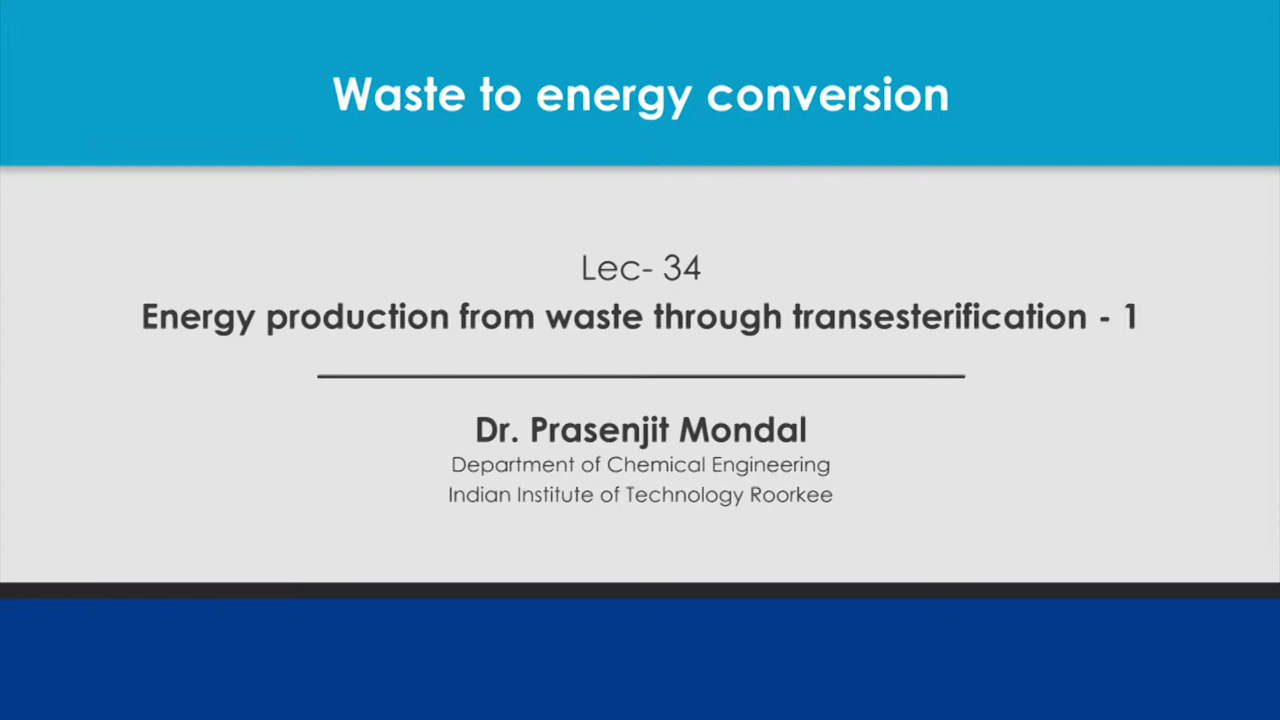 Waste to energy conversion
Lec- 34
Energy production from waste through transesterification - 1
Dr. Prasenjit Mondal
Department of Chemical Engineering
Indian Institute of Technology Roorkee